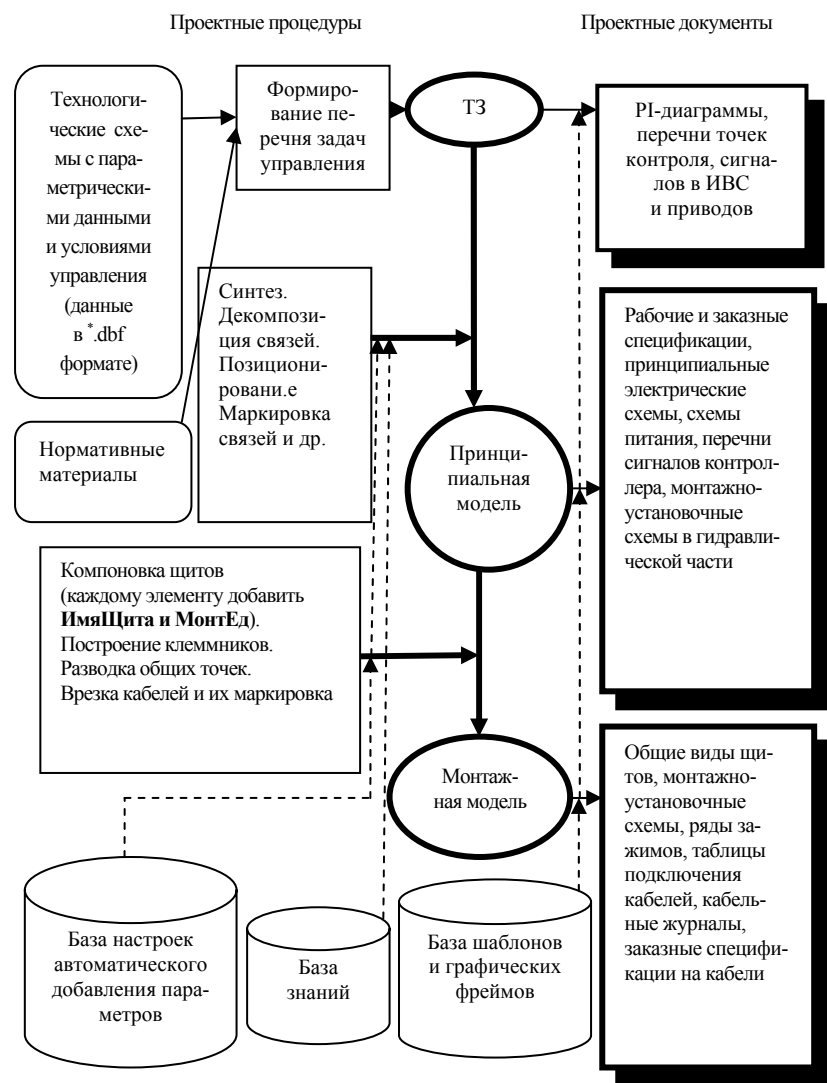 Проектные процедуры
Проектные документы
Технологи-
ческие схе-
мы с пара-
метрически-
ми данными
и условиями
управления
(данные
в *.dbf
формате)
Формиро-
ование пе-
речня задач
управления
ТЗ
PI-диаграммы,
перечни точек
контроля, сигна-
лов в ИВС
и приводов
Нормативные
материалы
Синтез.
Декомпози-
ция связей.
Позициони-
ровани.е
Маркировка
связей и др.
Принци-
пиальная
модель
Рабочие и заказные
спецификации,
принципиальные
электрические
схемы, схемы
питания, перечни
сигналов контрол-
лера, монтажно-
установочные
схемы в гидравли-
ческой части
Компоновка щитов
(каждому элементу добавить
ИмяЩита и МонтЕд).
Построение клеммников.
Разводка общих точек.
Врезка кабелей и их маркировка
Монтаж-
ная модель
Общие виды щи-
тов, монтажно-
установочные
схемы, ряды за-
жимов, таблицы
подключения
кабелей, кабель-
ные журналы,
заказные специфи-
кации на кабели
База настроек
автоматического
добавления пара-
метров
База
знаний
База шаблонов
и графических
фреймов